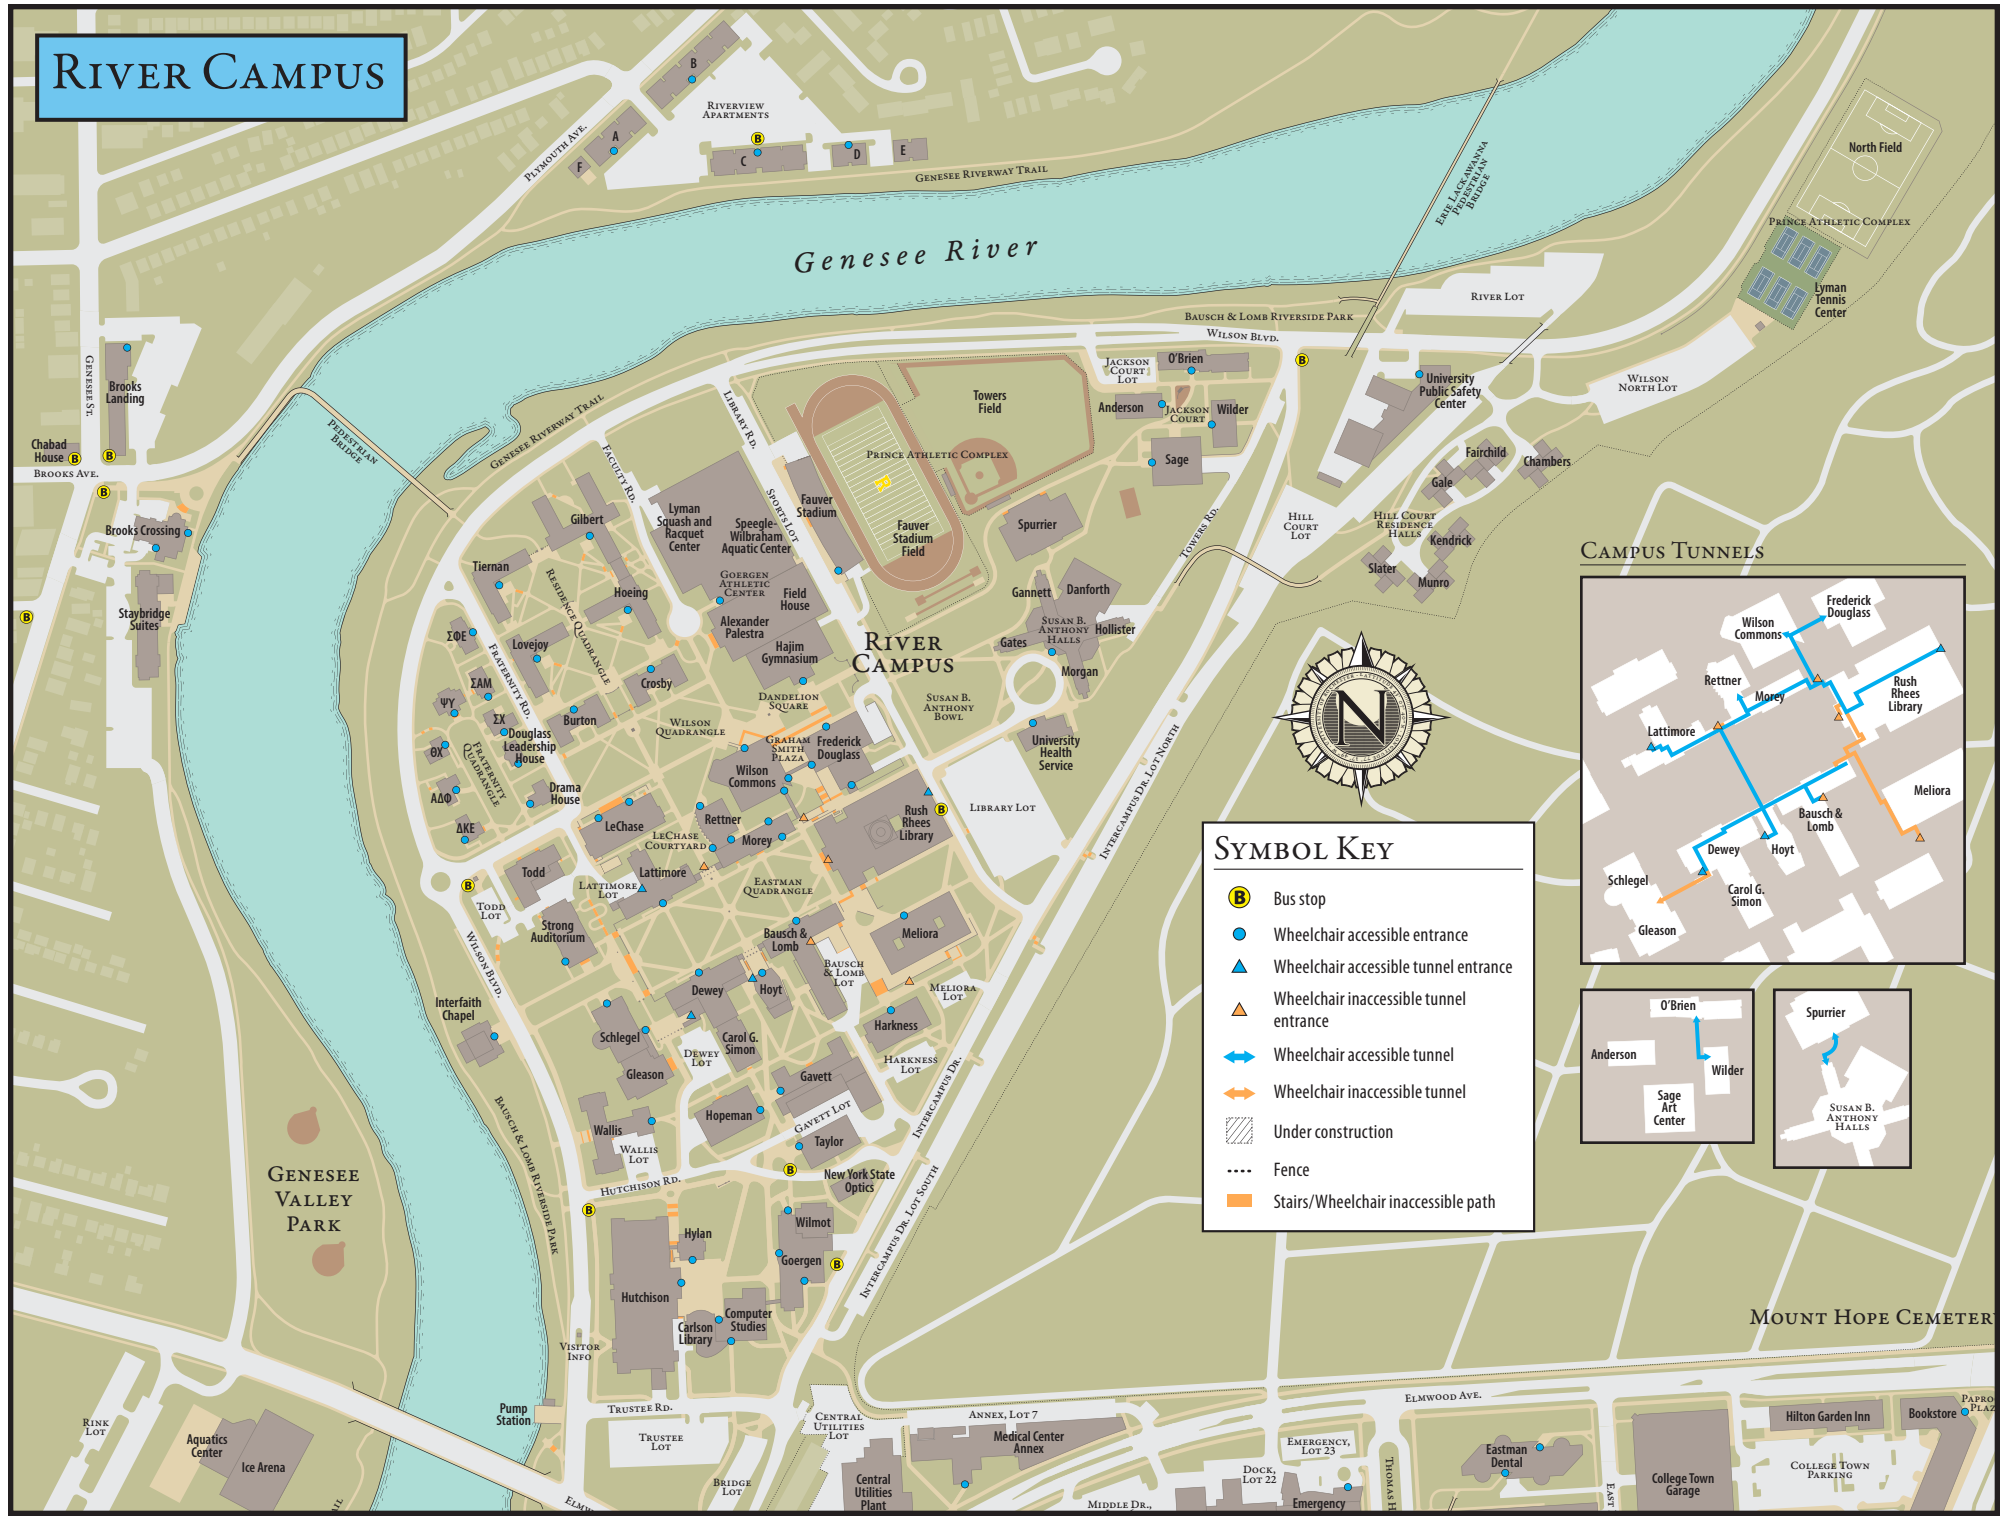 River Campus
B
Riverview
Apartments
Plymouth Ave.
A
F
B
C
D
E
Genesee Riverway Trail
Erie Lackawanna
Pedestrian
Bridge
North Field
Prince Athletic Complex
Lyman
Tennis
Center
Genesee River
River Lot
Bausch & Lomb Riverside Park
Wilson Blvd.
B
Wilson
North Lot
Genesee St.
Brooks
Landing
Chabad
House
B
B
Brooks Ave.
B
Pedestrian
Bridge
Brooks Crossing
Staybridge
Suites
B
Genesee Riverway Trail
Faculty Rd.
Library Rd.
Sports Lot
Jackson
Court
Lot
O'Brien
Anderson
Jackson
Court
Wilder
Sage
University
Public Safety
Center
Fairchild
Chambers
Gale
Hill Court
Residence
Halls
Kendrick
Slater
Munro
Hill
Court
Lot
Towers Rd.
Towers
Field
Prince Athletic Complex
R
Fauver
Stadium
Fauver
Stadium
Field
Spurrier
Gannett
Danforth
Susan B.
Anthony
Halls
Hollister
Gates
Morgan
Lyman
Squash and
Racquet
Center
Speegle-
Wilbraham
Aquatic Center
Goergen
Athletic
Center
Field
House
Alexander
Palestra
Hajim
Gymnasium
River
Campus
Gilbert
Tiernan
Residence Quadrangle
Hoeing
ΣΦΕ
Lovejoy
Fraternity Rd.
Crosby
ΣΑΜ
ΨΥ
ΣΧ
Burton
Douglass
Leadership
House
ΘΧ
Fraternity
Quadrangle
ΑΔΦ
Drama
House
ΔΚΕ
Wilson
Quadrangle
Dandelion
Square
Graham
Smith
Plaza
Frederick
Douglass
Wilson
Commons
Susan B.
Anthony
Bowl
University
Health
Service
Library Lot
Intercampus Dr. Lot North
Rush
Rhees
Library
B
LeChase
Rettner
LeChase
Courtyard
Morey
Todd
Lattimore
Lattimore
Lot
B
Todd
Lot
Eastman
Quadrangle
Strong
Auditorium
Bausch &
Lomb
Meliora
Bausch
& Lomb
Lot
Meliora
Lot
Wilson Blvd.
Interfaith
Chapel
Dewey
Hoyt
Schlegel
Carol G.
Simon
Dewey
Lot
Gleason
Harkness
Harkness
Lot
Gavett
Gavett Lot
Hopeman
Intercampus Dr.
Bausch & Lomb Riverside Park
Wallis
Wallis
Lot
Taylor
B
New York State
Optics
Hutchison Rd.
B
Intercampus Dr. Lot South
Hylan
Wilmot
Goergen
B
Hutchison
Carlson
Library
Computer
Studies
Visitor
Info
Genesee
Valley
Park
Pump
Station
Trustee Rd.
Trustee
Lot
Bridge
Lot
Central
Utilities
Lot
Annex, Lot 7
Medical Center
Annex
Central
Utilities
Plant
Rink
Lot
Aquatics
Center
Ice Arena
Middle Dr.,
Dock,
Lot 22
Emergency,
Lot 23
Emergency
Elmwood Ave.
Eastman
Dental
College Town
Garage
Hilton Garden Inn
College Town
Parking
Bookstore
Mount Hope Cemeter
N
Symbol Key
B Bus stop
Wheelchair accessible entrance
Wheelchair accessible tunnel entrance
Wheelchair inaccessible tunnel
entrance
Wheelchair accessible tunnel
Wheelchair inaccessible tunnel
Under construction
Fence
Stairs/Wheelchair inaccessible path
Campus Tunnels
Frederick
Douglass
Wilson
Commons
Rettner
Morey
Rush
Rhees
Library
Lattimore
Meliora
Bausch &
Lomb
Dewey
Hoyt
Schlegel
Carol G.
Simon
Gleason
O'Brien
Anderson
Wilder
Sage
Art
Center
Spurrier
Susan B.
Anthony
Halls